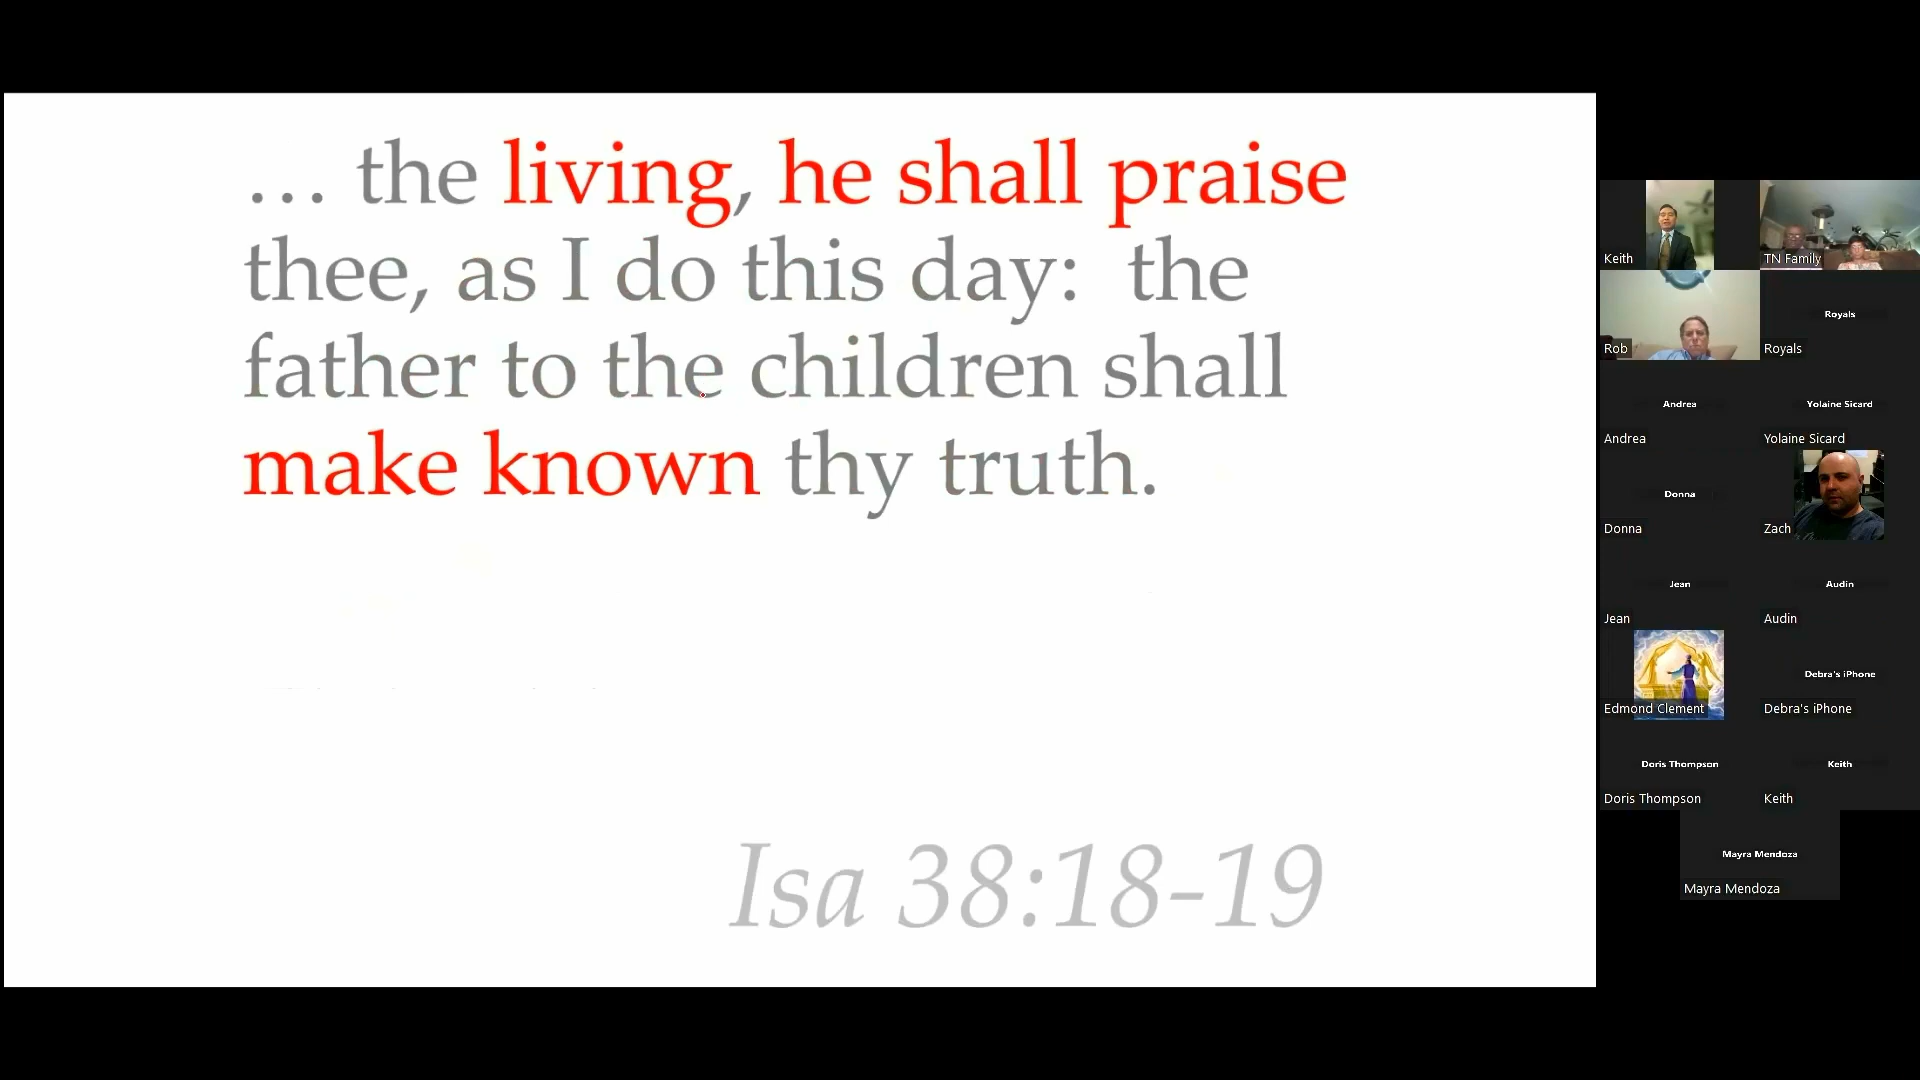 … the living, he shall praise
thee, as I do this day:  the
father to the children shall
make known thy truth.
Isa 38:18-19
Keith
TN Family
Rob
Royals
Royals
Andrea
Andrea
Yolaine Sicard
Yolaine Sicard
Donna
Donna
Zach
Jean
Jean
Audin
Audin
Edmond Clement
Debra's iPhone
Debra's iPhone
Doris Thompson
Doris Thompson
Keith
Keith
Mayra Mendoza
Mayra Mendoza